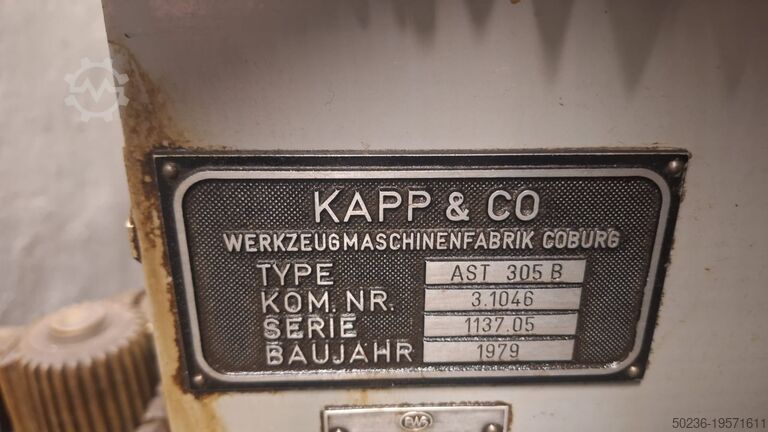 KAPP & CO
WERKZEUGMASCHINENFABRIK COBURG
TYPE AST 305 B
KOM. NR. 3.1046
SERIE 1137.05
BAUJAHR 1979
50236-19571611